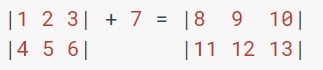 |1 2 3| + 7 = |8  9  10|
|4 5 6|       |11 12 13|